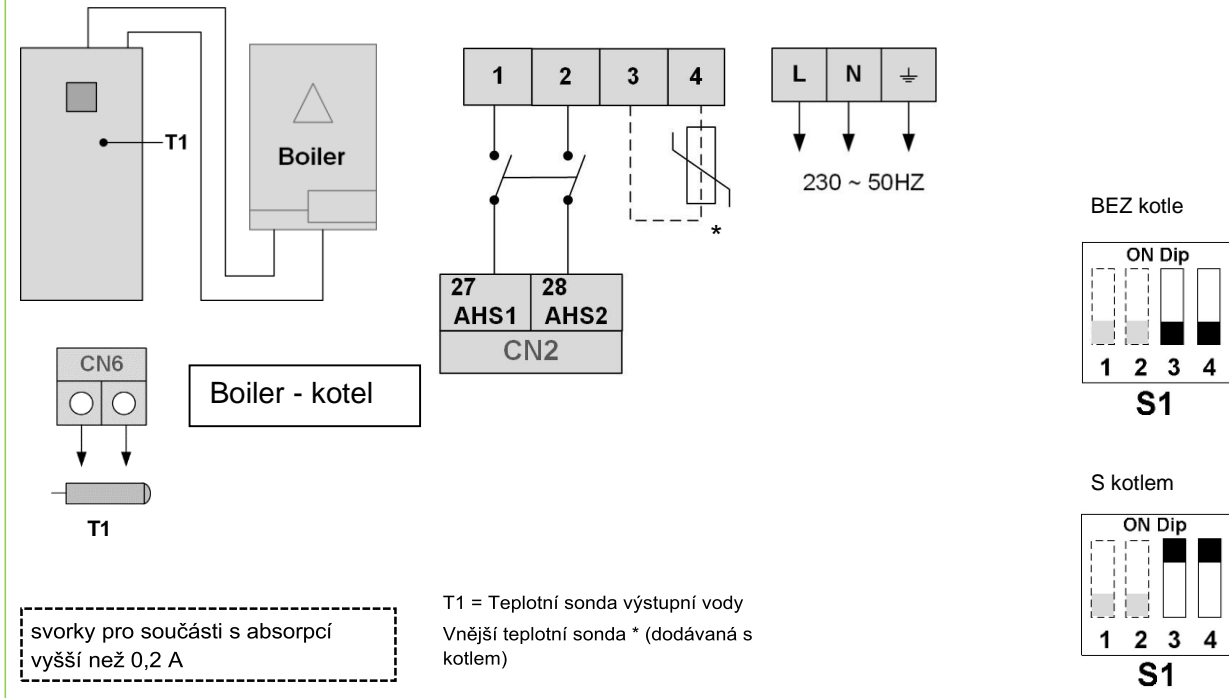 T1
Boiler
1 2 3 4
*
27 28
AHS1 AHS2
CN2
L N
230 ~ 50HZ
CN6
T1
Boiler - kotel
BEZ kotle
ON Dip
1 2 3 4
S1
S kotlem
ON Dip
1 2 3 4
S1
svorky pro součásti s absorpcí
vyšší než 0,2 A
T1 = Teplotní sonda výstupní vody
Vnější teplotní sonda * (dodávaná s
kotlem)